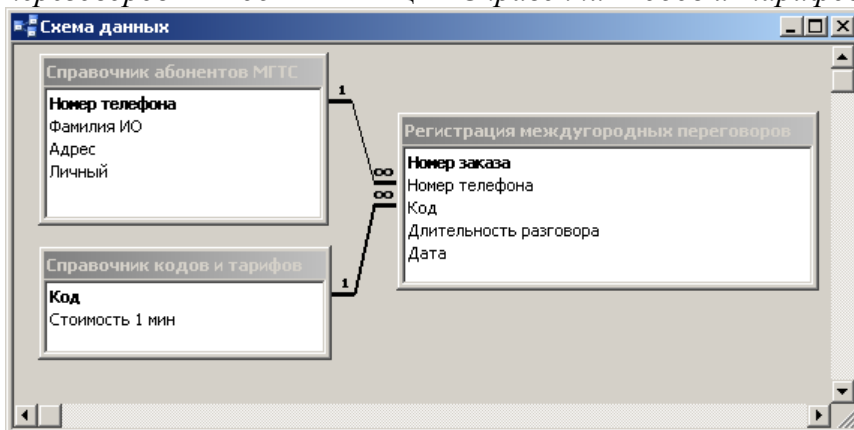 Схема данных
Справочник абонентов МГТС
Номер телефона
Фамилия ИО
Адрес
Личный
1
∞
∞
Регистрация междугородных переговоров
Номер заказа
Номер телефона
Код
Длительность разговора
Дата
Справочник кодов и тарифов
Код
Стоимость 1 мин
1